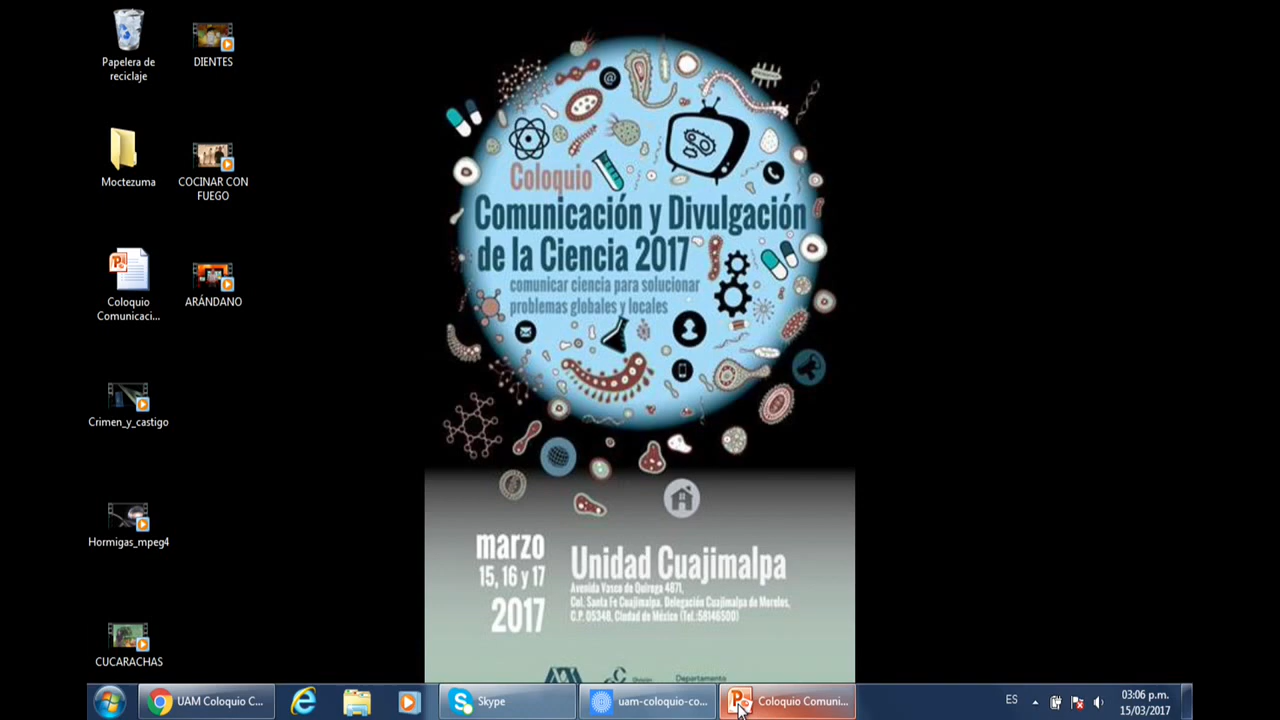 Papelera de
reciclaje
DIENTES
Moctezuma
COCINAR CON
FUEGO
Coloquio
Comunicaci...
ARÁNDANO
Crimen_y_castigo
Hormigas_mpeg4
CUCARACHAS
@
Coloquio
Comunicación y Divulgación
de la Ciencia 2017
comunicar ciencia para solucionar
problemas globales y locales
marzo
15, 16 y 17
2017
Unidad Cuajimalpa
Avenida Vasco de Quiroga 4871,
Col. Santa Fe Cuajimalpa. Delegación Cuajimalpa de Morelos,
C.P. 05348, Ciudad de México (Tel.:58146500)
División
Departamento
UAM Coloquio C...
Skype
uam-coloquio-co...
Coloquio Comuni...
ES
03:06 p.m.
15/03/2017